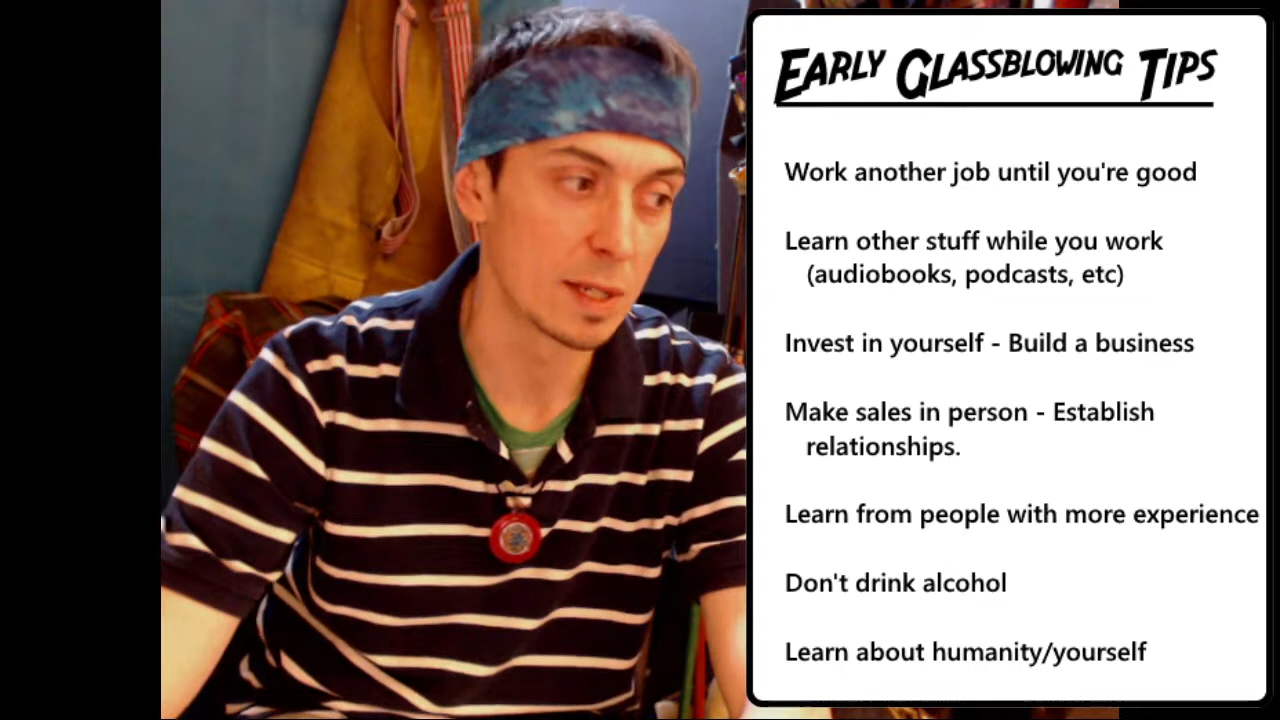 Early Glassblowing Tips
Work another job until you're good
Learn other stuff while you work
(audiobooks, podcasts, etc)
Invest in yourself - Build a business
Make sales in person - Establish
relationships.
Learn from people with more experience
Don't drink alcohol
Learn about humanity/yourself